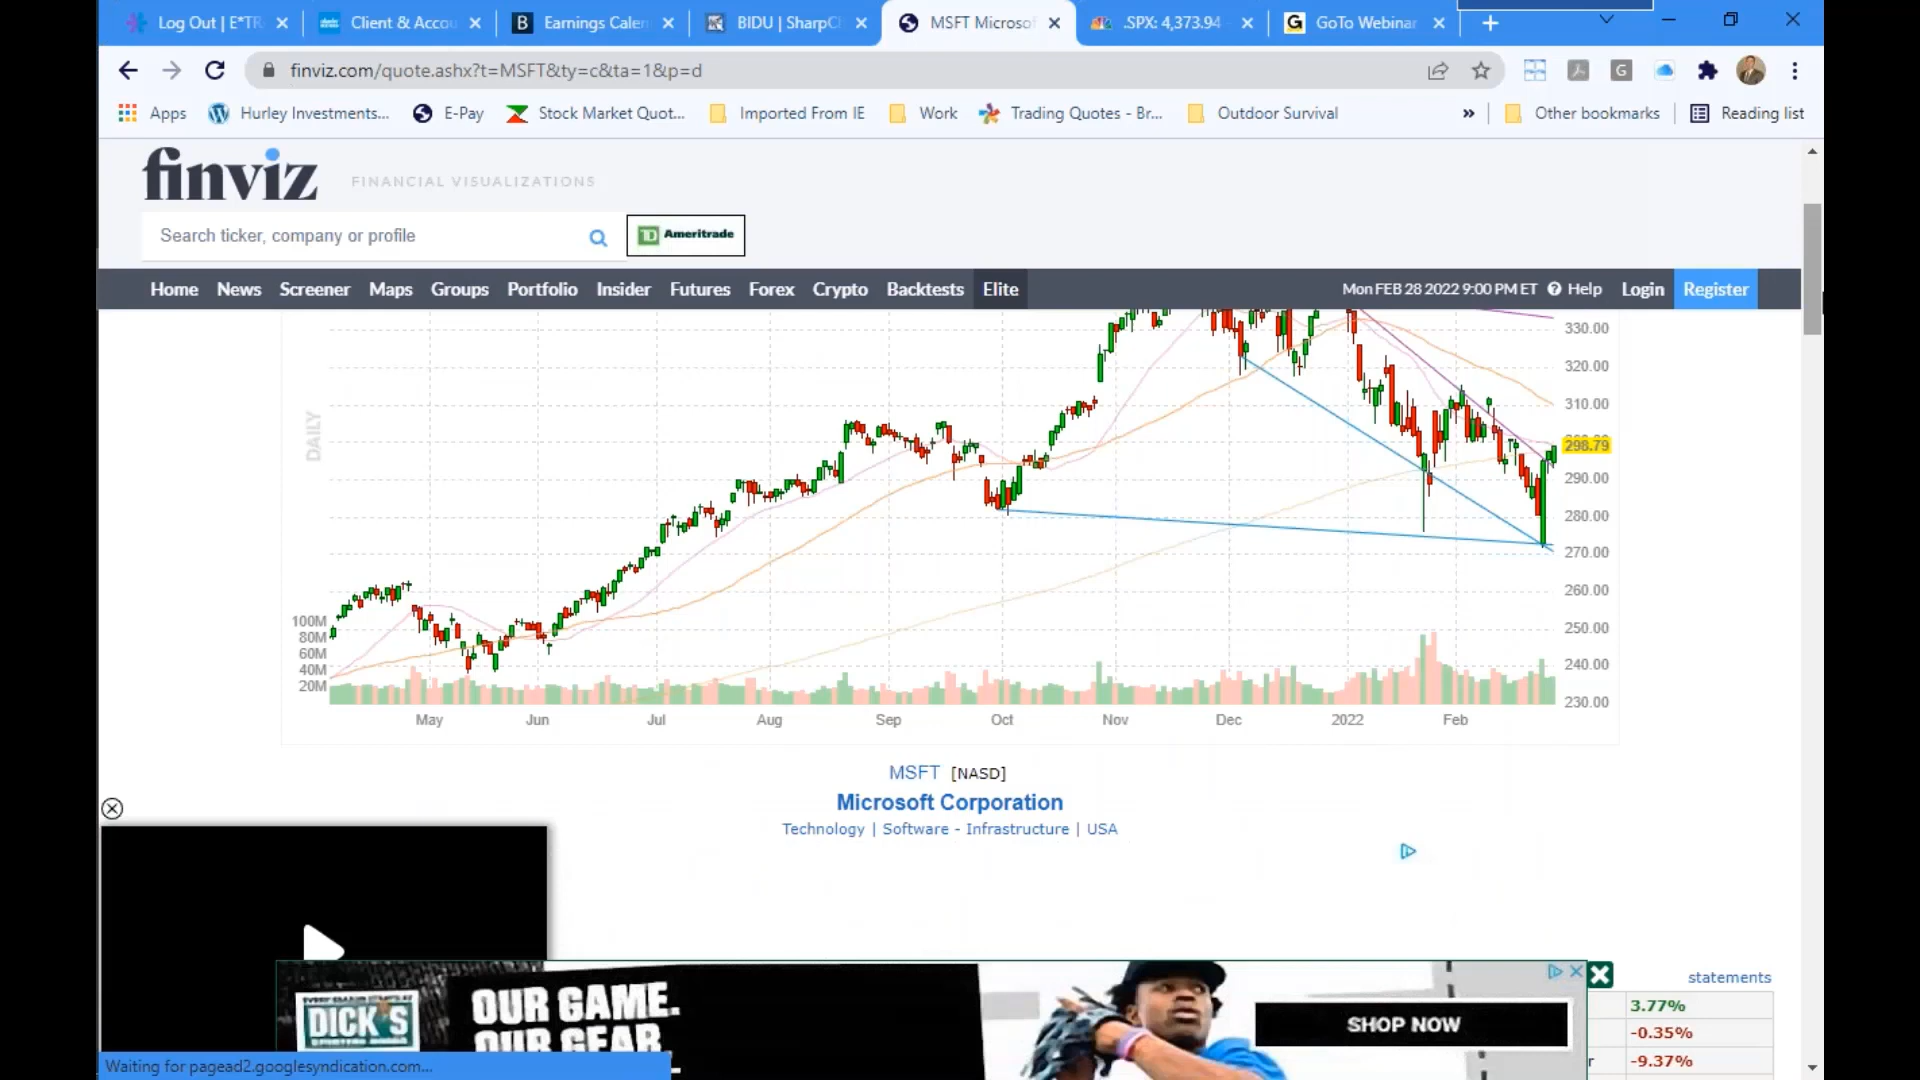 Log Out | E*TR
Client & Accou
Earnings Calen
BIDU | SharpCh
MSFT Microsof
.SPX: 4,373.94
GoTo Webinar
finviz.com/quote.ashx?t=MSFT&ty=c&ta=1&p=d
Apps
Hurley Investments...
E-Pay
Stock Market Quot...
Imported From IE
Work
Trading Quotes - Br...
Outdoor Survival
»
Other bookmarks
Reading list
finviz
FINANCIAL VISUALIZATIONS
Search ticker, company or profile
Ameritrade
Home News Screener Maps Groups Portfolio Insider Futures Forex Crypto Backtests Elite
Mon FEB 28 2022 9:00 PM ET
Help
Login
Register
DAILY
330.00
320.00
310.00
298.79
290.00
280.00
270.00
260.00
250.00
240.00
230.00
100M
80M
60M
40M
20M
May Jun Jul Aug Sep Oct Nov Dec 2022 Feb
MSFT [NASD]
Microsoft Corporation
Technology | Software - Infrastructure | USA
statements
3.77%
-0.35%
r -9.37%
DICK'S
OUR GAME.
OUR GEAR.
SHOP NOW
Waiting for pagead2.googlesyndication.com...